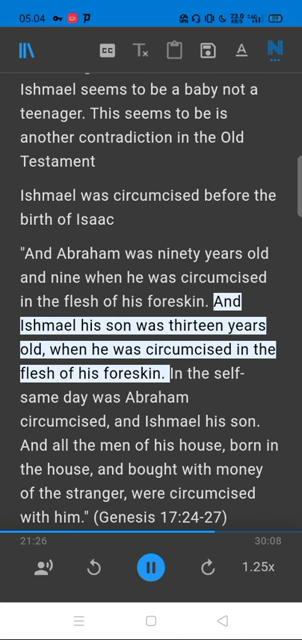 05.04
73.9 KB/s
Ishmael seems to be a baby not a
teenager. This seems to be is
another contradiction in the Old
Testament
Ishmael was circumcised before the
birth of Isaac
"And Abraham was ninety years old
and nine when he was circumcised
in the flesh of his foreskin. And
Ishmael his son was thirteen years
old, when he was circumcised in the
flesh of his foreskin. In the self-
same day was Abraham
circumcised, and Ishmael his son.
And all the men of his house, born in
the house, and bought with money
of the stranger, were circumcised
with him." (Genesis 17:24-27)
21:26
30:08
1.25x